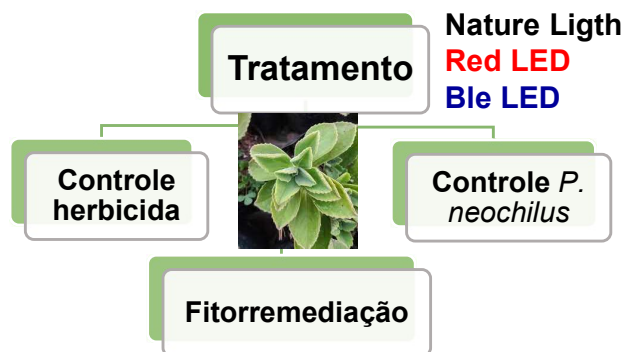 Tratamento
Nature Ligth
Red LED
Ble LED
Controle
herbicida
Controle P.
neochilus
Fitorremediação